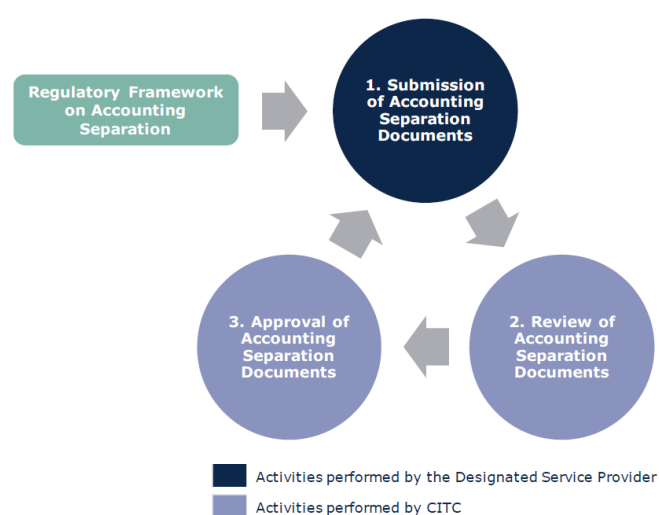 Regulatory Framework
on Accounting
Separation
1. Submission
of Accounting
Separation
Documents
2. Review of
Accounting
Separation
Documents
3. Approval of
Accounting
Separation
Documents
Activities performed by the Designated Service Provider
Activities performed by CITC